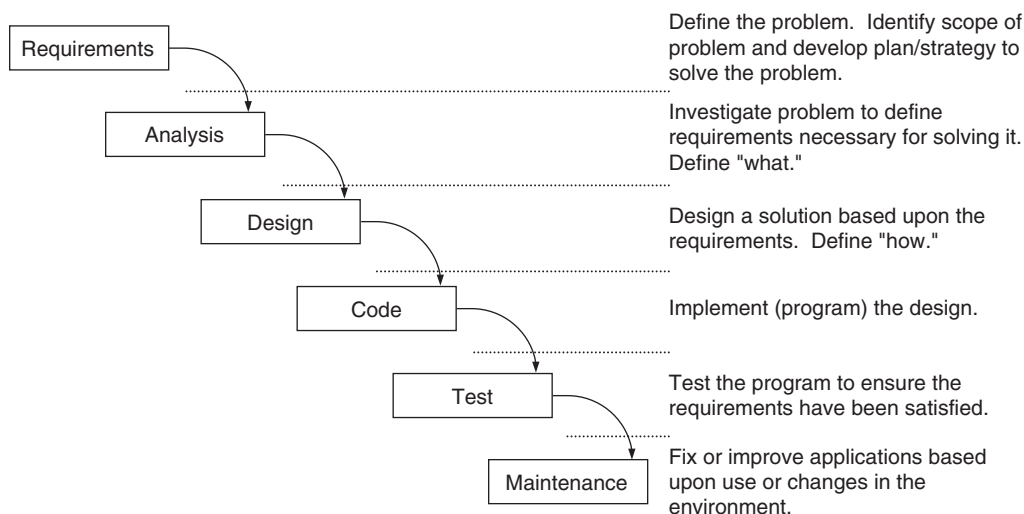 Requirements
Define the problem.  Identify scope of
problem and develop plan/strategy to
solve the problem.
Analysis
Investigate problem to define
requirements necessary for solving it.
Define "what."
Design
Design a solution based upon the
requirements.  Define "how."
Code
Implement (program) the design.
Test
Test the program to ensure the
requirements have been satisfied.
Maintenance
Fix or improve applications based
upon use or changes in the
environment.